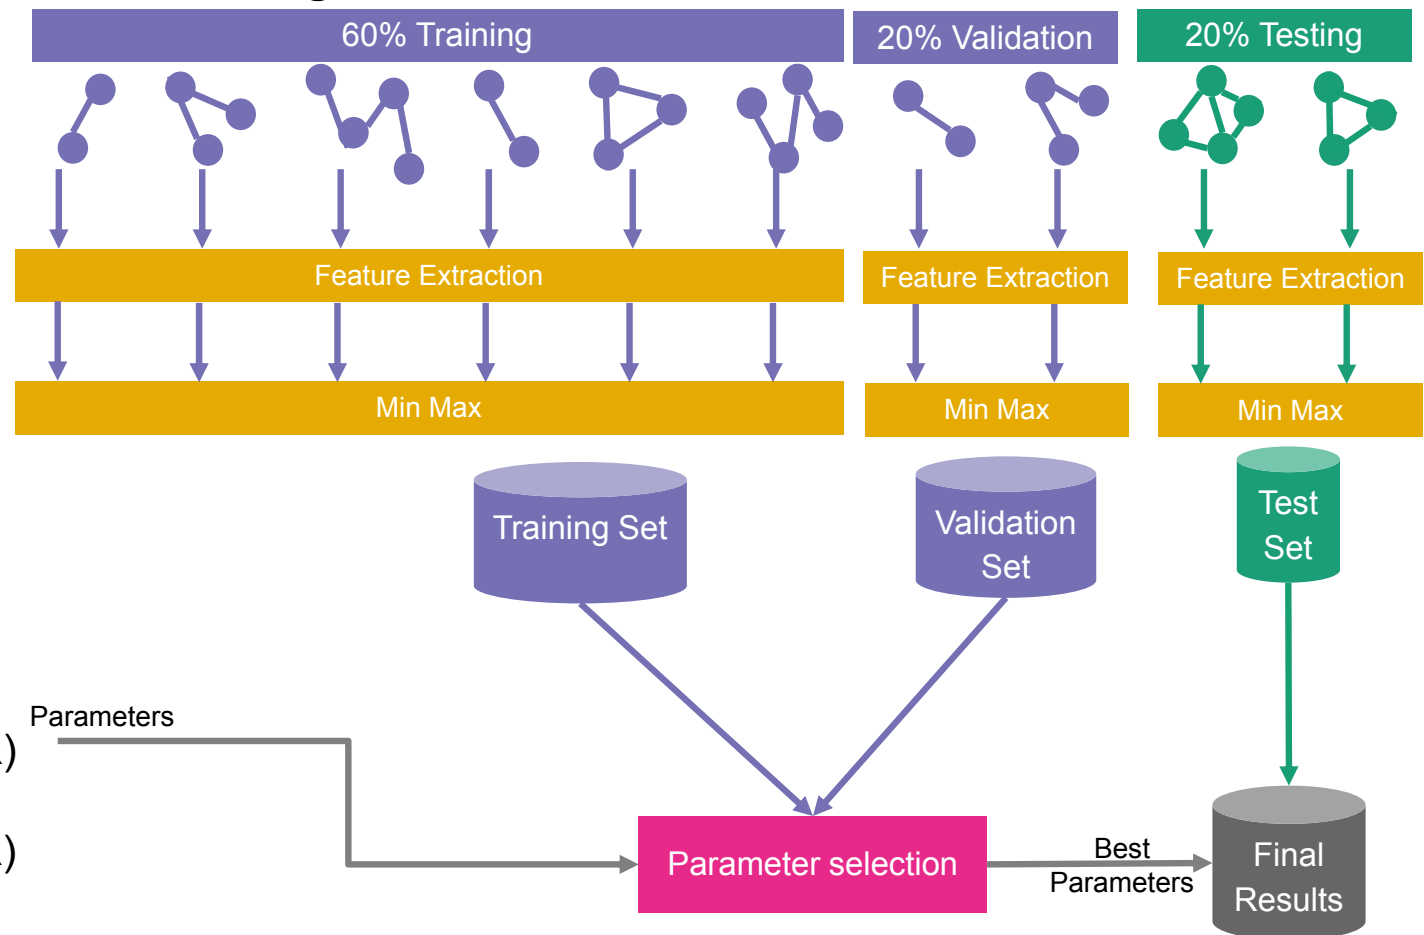 60% Training
20% Validation
20% Testing
Feature Extraction
Feature Extraction
Feature Extraction
Min Max
Min Max
Min Max
Training Set
Validation
Set
Test
Set
Parameters
)
)
Parameter selection
Best
Parameters
Final
Results